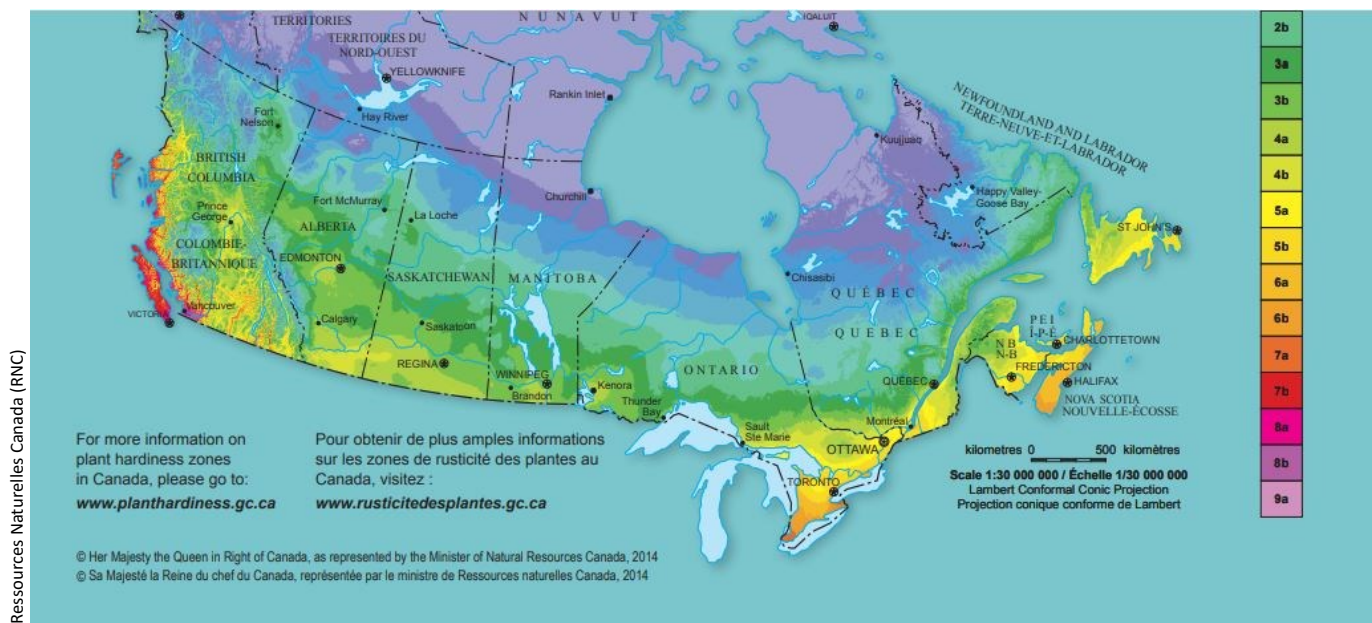 TERRITORIES
NUNAVUT
IQALUIT
TERRITOIRES DU
NORD-OUEST
YELLOWKNIFE
Rankin Inlet
Hay River
Fort
Nelson
Kuujjuaq
NEWFOUNDLAND AND LABRADOR
TERRE-NEUVE-ET-LABRADOR
BRITISH
COLUMBIA
Churchill
Happy Valley-
Goose Bay
Fort McMurray
La Loche
Prince
George
ALBERTA
ST JOHN'S
COLOMBIE-
BRITANNIQUE
EDMONTON
SASKATCHEWAN
MANITOBA
Chisasibi
QUÉBEC
Vancouver
VICTORIA
Calgary
Saskatoon
QUEBEC
PEI
Î-P-É
CHARLOTTETOWN
NB
N-B
REGINA
WINNIPEG
ONTARIO
FREDERICTON
QUÉBEC
HALIFAX
Brandon
Kenora
NOVA SCOTIA
NOUVELLE-ÉCOSSE
Thunder
Bay
Sault
Ste Marie
Montréal
OTTAWA
TORONTO
kilometres 0 500 kilomètres
Scale 1:30 000 000 / Échelle 1/30 000 000
Lambert Conformal Conic Projection
Projection conique conforme de Lambert
For more information on
plant hardiness zones
in Canada, please go to:
www.planthardiness.gc.ca
Pour obtenir de plus amples informations
sur les zones de rusticité des plantes au
Canada, visitez :
www.rusticitedesplantes.gc.ca
© Her Majesty the Queen in Right of Canada, as represented by the Minister of Natural Resources Canada, 2014
© Sa Majesté la Reine du chef du Canada, représentée par le ministre de Ressources naturelles Canada, 2014
2b
3a
3b
4a
4b
5a
5b
6a
6b
7a
7b
8a
8b
9a
Ressources Naturelles Canada (RNC)